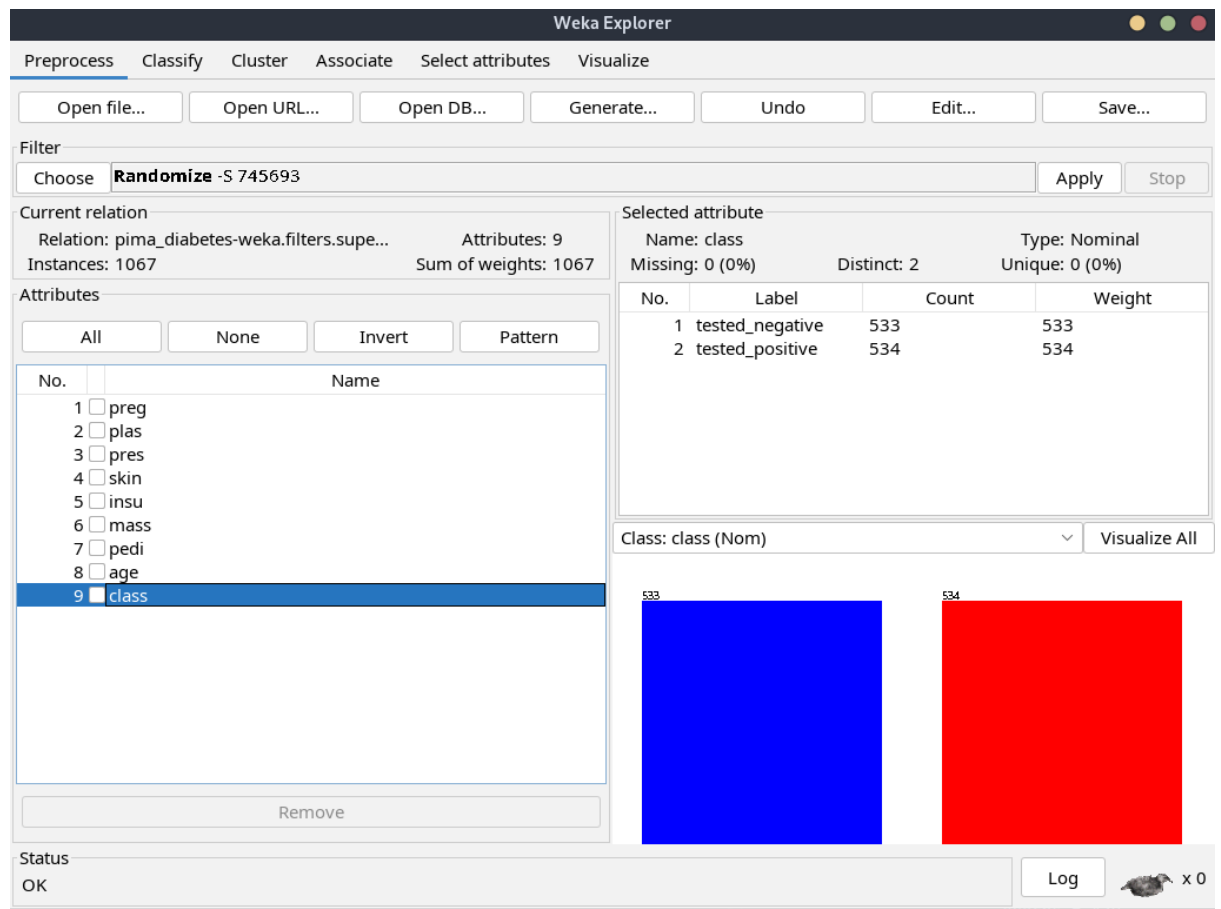 Weka Explorer
Preprocess Classify Cluster Associate Select attributes Visualize
Open file... Open URL... Open DB... Generate... Undo Edit... Save...
Filter
Choose Randomize -S 745693 Apply Stop
Current relation
Relation: pima_diabetes-weka.filters.supe... Attributes: 9
Instances: 1067 Sum of weights: 1067
Attributes
All None Invert Pattern
No. Name
1 preg
2 plas
3 pres
4 skin
5 insu
6 mass
7 pedi
8 age
9 class
Remove
Selected attribute
Name: class Type: Nominal
Missing: 0 (0%) Distinct: 2 Unique: 0 (0%)
No. Label Count Weight
1 tested_negative 533 533
2 tested_positive 534 534
Class: class (Nom) Visualize All
533 534
Status
OK
Log x 0